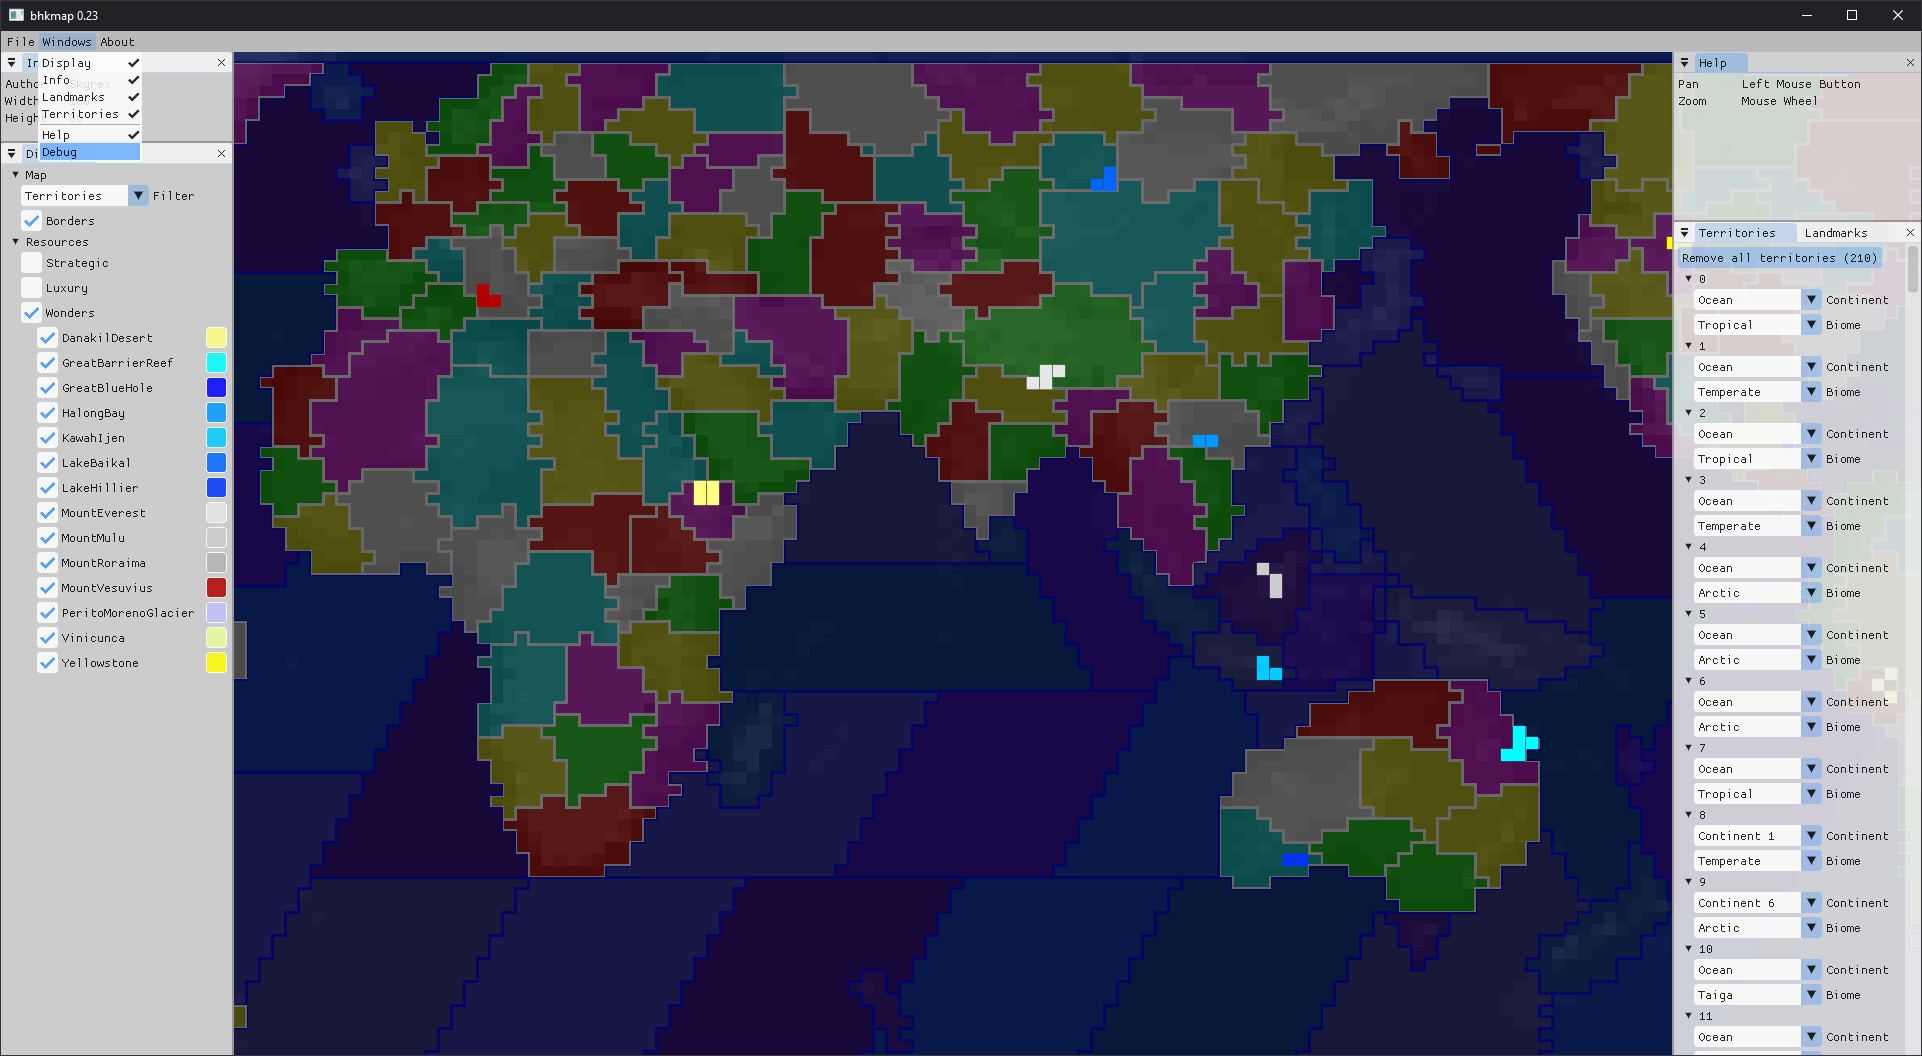 bhkmap 0.23
File Windows About
Display
Info
Landmarks
Territories
Help
Debug
Skyrex
Width
Map
Territories Filter
Borders
Resources
Strategic
Luxury
Wonders
DanakilDesert
GreatBarrierReef
GreatBlueHole
HalongBay
KawahIjen
LakeBaikal
LakeHillier
MountEverest
MountMulu
MountRoraima
MountVesuvius
PeritoMorenoGlacier
Vinicunca
Yellowstone
Help
Pan Left Mouse Button
Zoom Mouse Wheel
Territories Landmarks
Remove all territories (210)
0
Ocean Continent
Tropical Biome
1
Ocean Continent
Temperate Biome
2
Ocean Continent
Tropical Biome
3
Ocean Continent
Temperate Biome
4
Ocean Continent
Arctic Biome
5
Ocean Continent
Arctic Biome
6
Ocean Continent
Arctic Biome
7
Ocean Continent
Tropical Biome
8
Continent 1 Continent
Temperate Biome
9
Continent 6 Continent
Arctic Biome
10
Ocean Continent
Taiga Biome
11
Ocean Continent